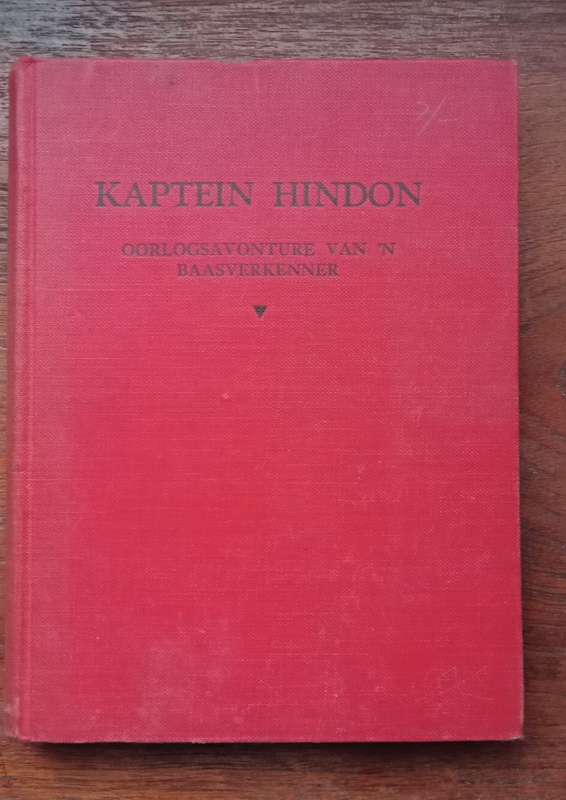 KAPTEIN HINDON
OORLOGSAVONTURE VAN 'N
BAASVERKENNER